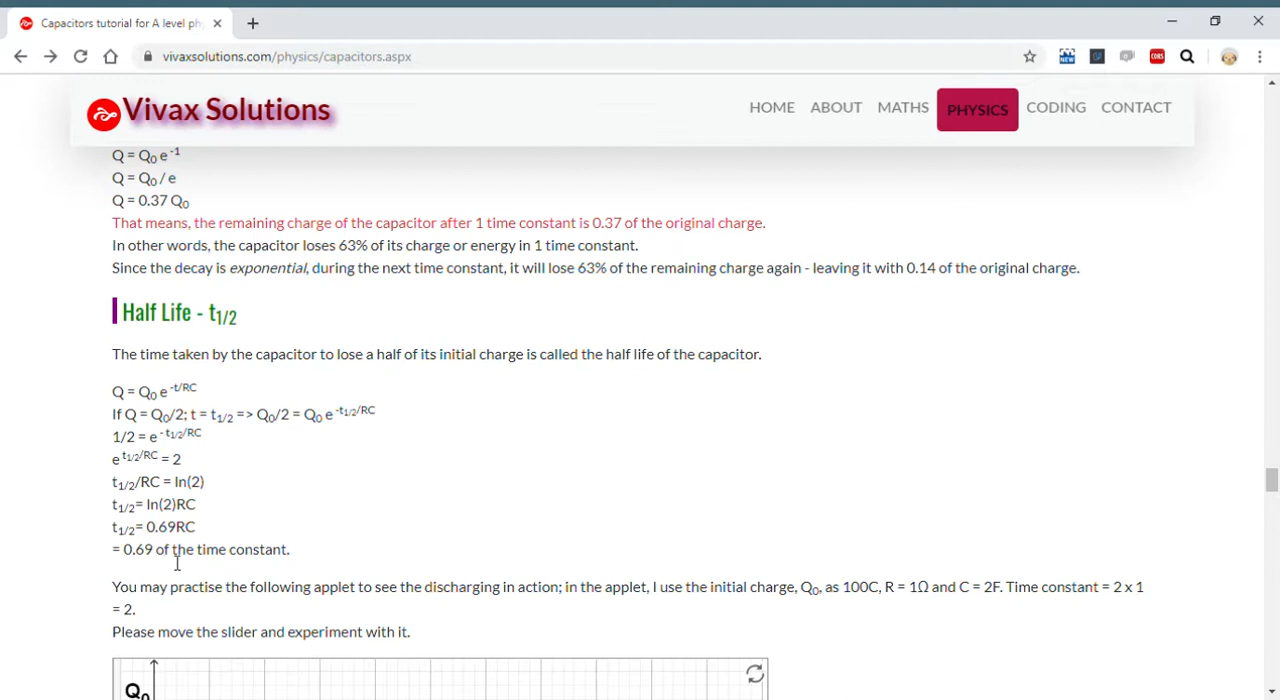 Capacitors tutorial for A level ph
vivaxsolutions.com/physics/capacitors.aspx
NEW
CORS
Vivax Solutions
HOME ABOUT MATHS PHYSICS CODING CONTACT
Q = Q₀ e ⁻¹
Q = Q₀ / e
Q = 0.37 Q₀
That means, the remaining charge of the capacitor after 1 time constant is 0.37 of the original charge.
In other words, the capacitor loses 63% of its charge or energy in 1 time constant.
Since the decay is exponential, during the next time constant, it will lose 63% of the remaining charge again - leaving it with 0.14 of the original charge.
Half Life - t1/2
The time taken by the capacitor to lose a half of its initial charge is called the half life of the capacitor.
Q = Q₀ e -t/RC
If Q = Q₀/2; t = t1/2 => Q₀/2 = Q₀ e -t1/2/RC
1/2 = e - t1/2/RC
e t1/2/RC = 2
t1/2/RC = ln(2)
t1/2= ln(2)RC
t1/2= 0.69RC
= 0.69 of the time constant.
You may practise the following applet to see the discharging in action; in the applet, I use the initial charge, Q₀, as 100C, R = 1Ω and C = 2F. Time constant = 2 x 1
= 2.
Please move the slider and experiment with it.
Q₀